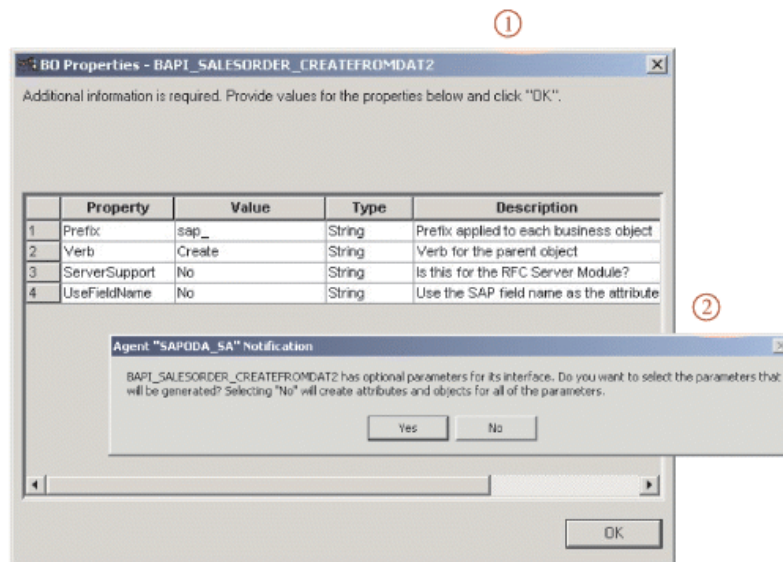 ①
BO Properties - BAPI_SALESORDER_CREATEFROMDAT2
Additional information is required. Provide values for the properties below and click "OK".
Property Value Type Description
1 Prefix sap_ String Prefix applied to each business object
2 Verb Create String Verb for the parent object
3 ServerSupport No String Is this for the RFC Server Module?
4 UseFieldName No String Use the SAP field name as the attribute
②
Agent "SAPODA_SA" Notification
BAPI_SALESORDER_CREATEFROMDAT2 has optional parameters for its interface. Do you want to select the parameters that
will be generated? Selecting "No" will create attributes and objects for all of the parameters.
Yes No
OK